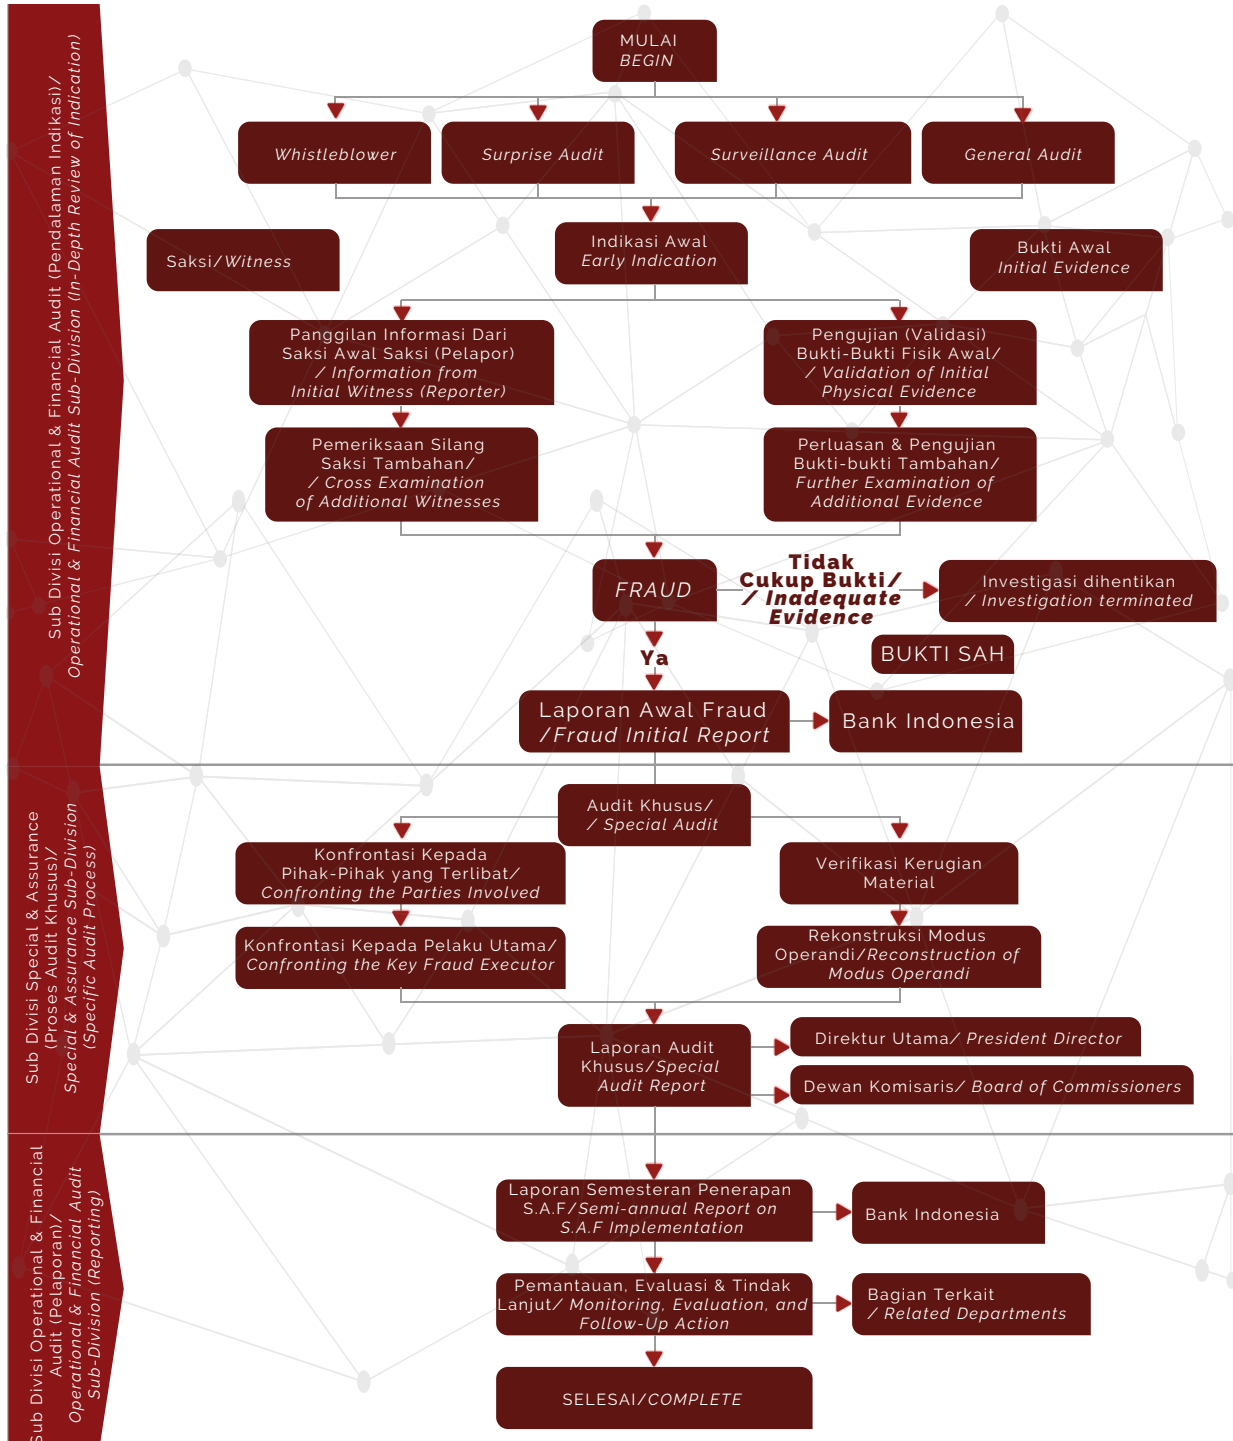 Sub Divisi Operational & Financial Audit (Pendalaman Indikasi)/
Operational & Financial Audit Sub-Division (In-Depth Review of Indication)
MULAI
BEGIN
Whistleblower
Surprise Audit
Surveillance Audit
General Audit
Saksi/Witness
Indikasi Awal
Early Indication
Bukti Awal
Initial Evidence
Panggilan Informasi Dari
Saksi Awal Saksi (Pelapor)
/ Information from
Initial Witness (Reporter)
Pengujian (Validasi)
Bukti-Bukti Fisik Awal/
/ Validation of Initial
Physical Evidence
Pemeriksaan Silang
Saksi Tambahan/
/ Cross Examination
of Additional Witnesses
Perluasan & Pengujian
Bukti-bukti Tambahan/
Further Examination of
Additional Evidence
FRAUD
Tidak
Cukup Bukti/
/ Inadequate
Evidence
Investigasi dihentikan
/ Investigation terminated
BUKTI SAH
Ya
Laporan Awal Fraud
/Fraud Initial Report
Bank Indonesia
Sub Divisi Special & Assurance
(Proses Audit Khusus)/
Special & Assurance Sub-Division
(Specific Audit Process)
Audit Khusus/
/ Special Audit
Konfrontasi Kepada
Pihak-Pihak yang Terlibat/
Confronting the Parties Involved
Verifikasi Kerugian
Material
Konfrontasi Kepada Pelaku Utama/
Confronting the Key Fraud Executor
Rekonstruksi Modus
Operandi/Reconstruction of
Modus Operandi
Laporan Audit
Khusus/Special
Audit Report
Direktur Utama/ President Director
Dewan Komisaris/ Board of Commissioners
Sub Divisi Operational & Financial
Audit (Pelaporan)/
Operational & Financial Audit
Sub-Division (Reporting)
Laporan Semesteran Penerapan
S.A.F/Semi-annual Report on
S.A.F Implementation
Bank Indonesia
Pemantauan, Evaluasi & Tindak
Lanjut/ Monitoring, Evaluation, and
Follow-Up Action
Bagian Terkait
/ Related Departments
SELESAI/COMPLETE